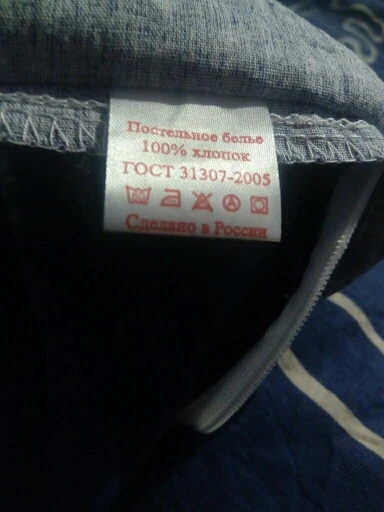 Постельное белье
100% хлопок
ГОСТ 31307-2005
Сделано в России